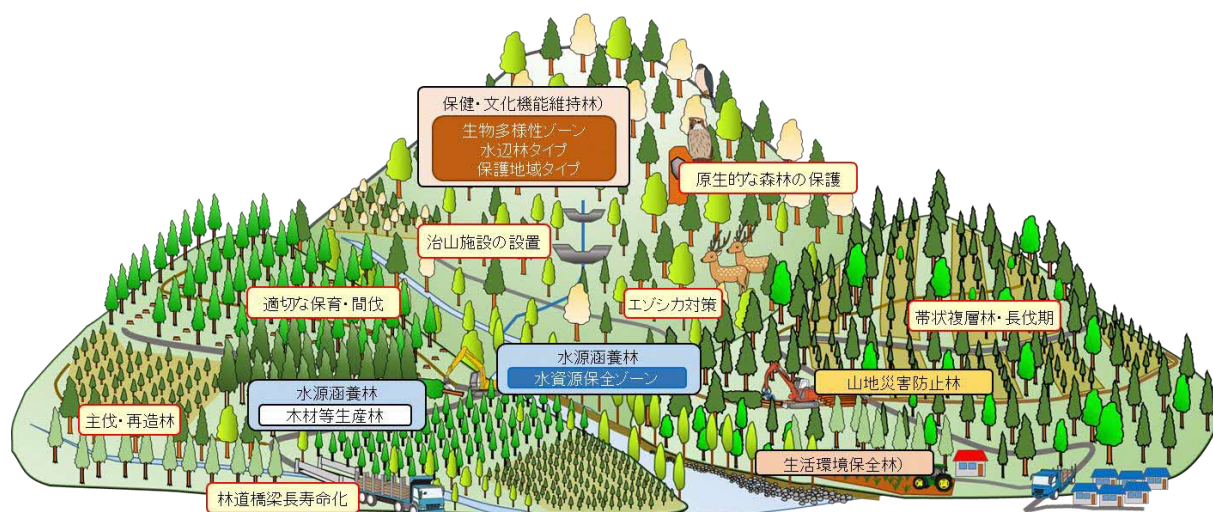 保健・文化機能維持林)
生物多様性ゾーン
水辺林タイプ
保護地域タイプ
原生的な森林の保護
治山施設の設置
適切な保育・間伐
エゾシカ対策
帯状複層林・長伐期
水源涵養林
水資源保全ゾーン
山地災害防止林
水源涵養林
木材等生産林
主伐・再造林
生活環境保全林)
林道橋梁長寿命化